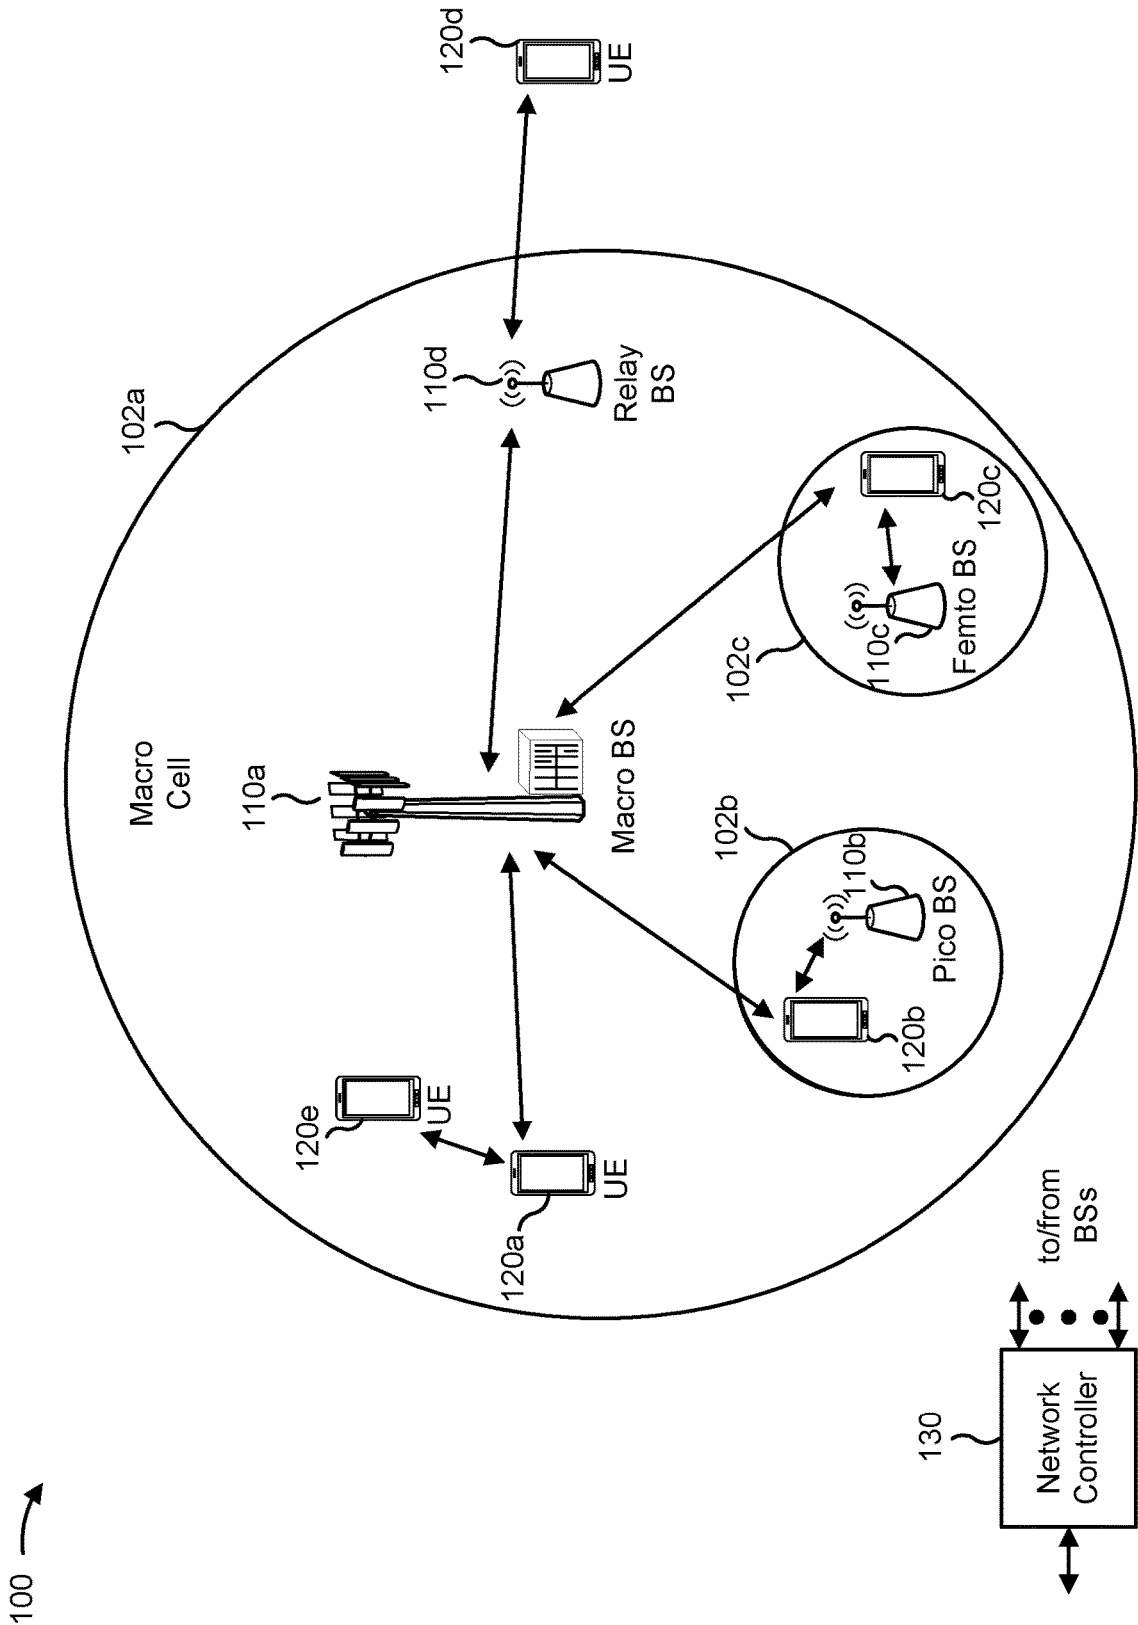 100
102a
Macro
Cell
110a
120d
UE
110d
Relay
BS
120e
UE
120a
UE
Macro BS
102b
110b
Pico BS
120b
102c
110c
Femto BS
120c
130
Network
Controller
to/from
BSs